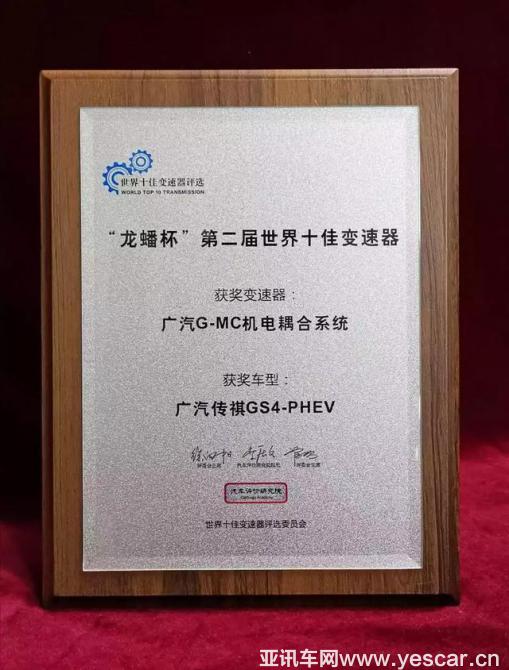 世界十佳变速器评选
WORLD TOP 10 TRANSMISSION
“龙蟠杯”第二届世界十佳变速器
获奖变速器：
广汽G-MC机电耦合系统
获奖车型：
广汽传祺GS4-PHEV
汽车评价研究院
世界十佳变速器评选委员会
亚讯车网www.yescar.cn